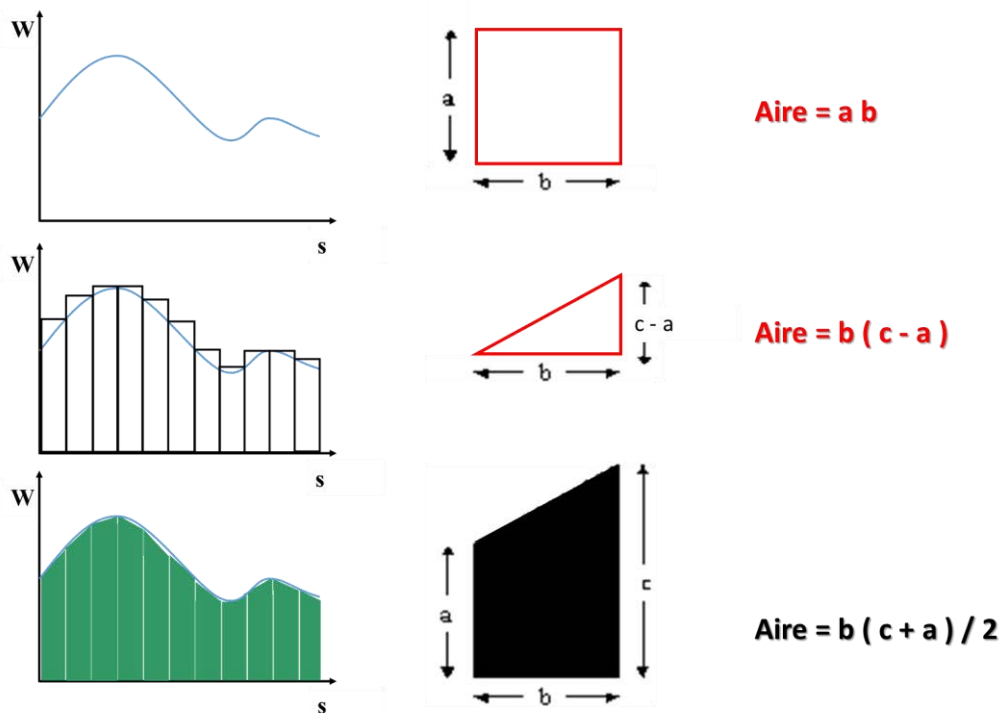 W
s
a
b
Aire = a b
W
s
c - a
b
Aire = b ( c - a )
W
s
a
c
b
Aire = b ( c + a ) / 2